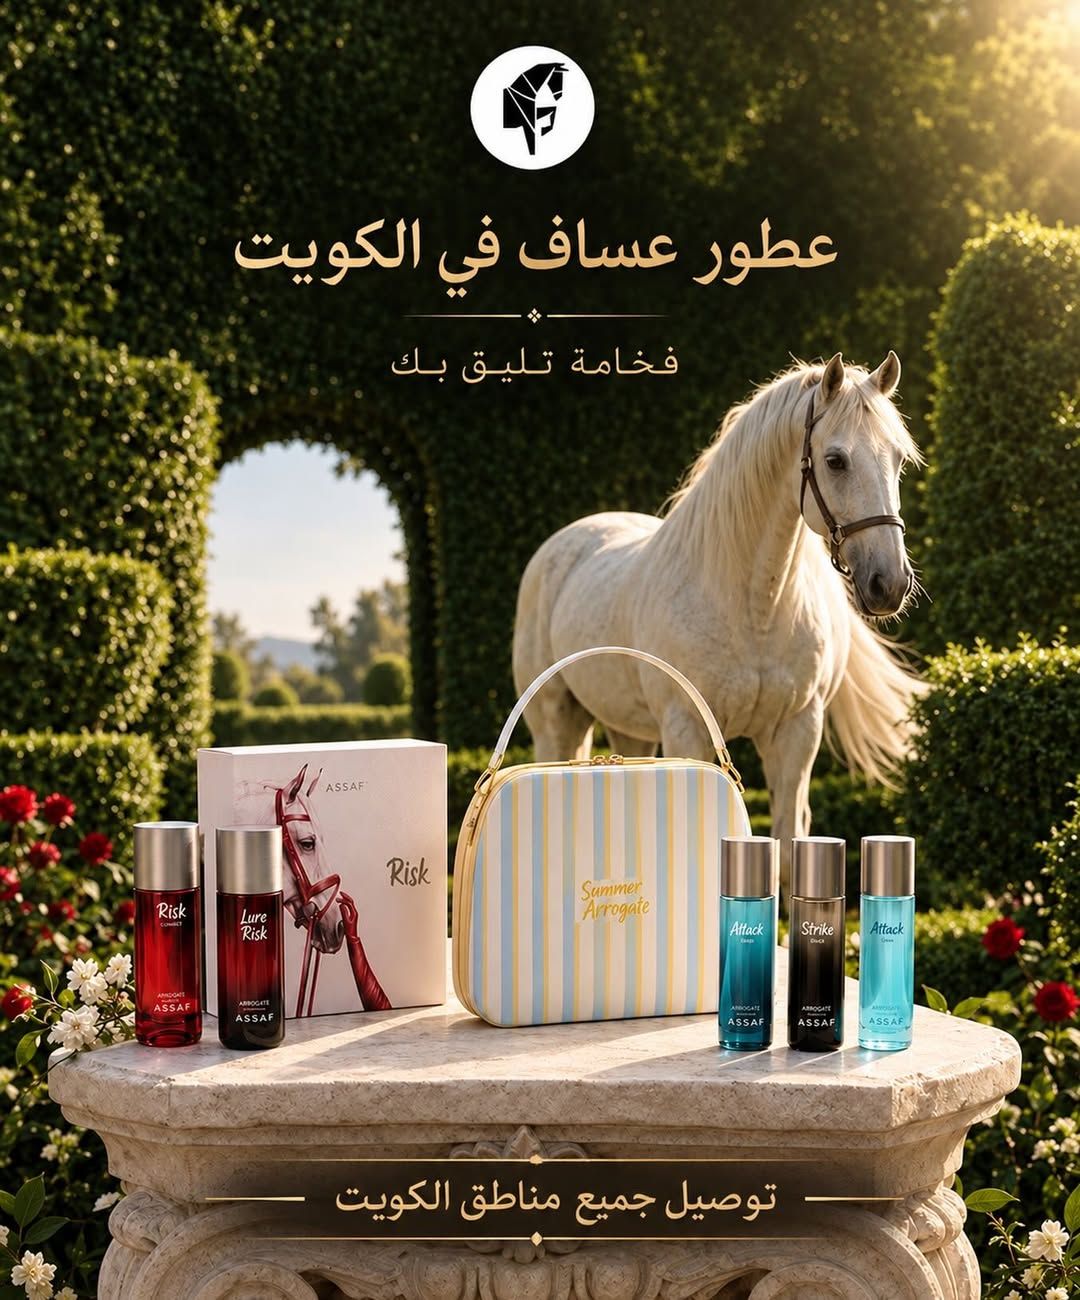 عطور عساف في الكويت
فخامة تليق بك
ASSAF
Risk
Risk
Lure
Risk
ARROGATE
ASSAF
ARROGATE
ASSAF
Summer
Arrogate
Attack
Strike
Attack
ARROGATE
ASSAF
ARROGATE
ASSAF
ARROGATE
ASSAF
توصيل جميع مناطق الكويت